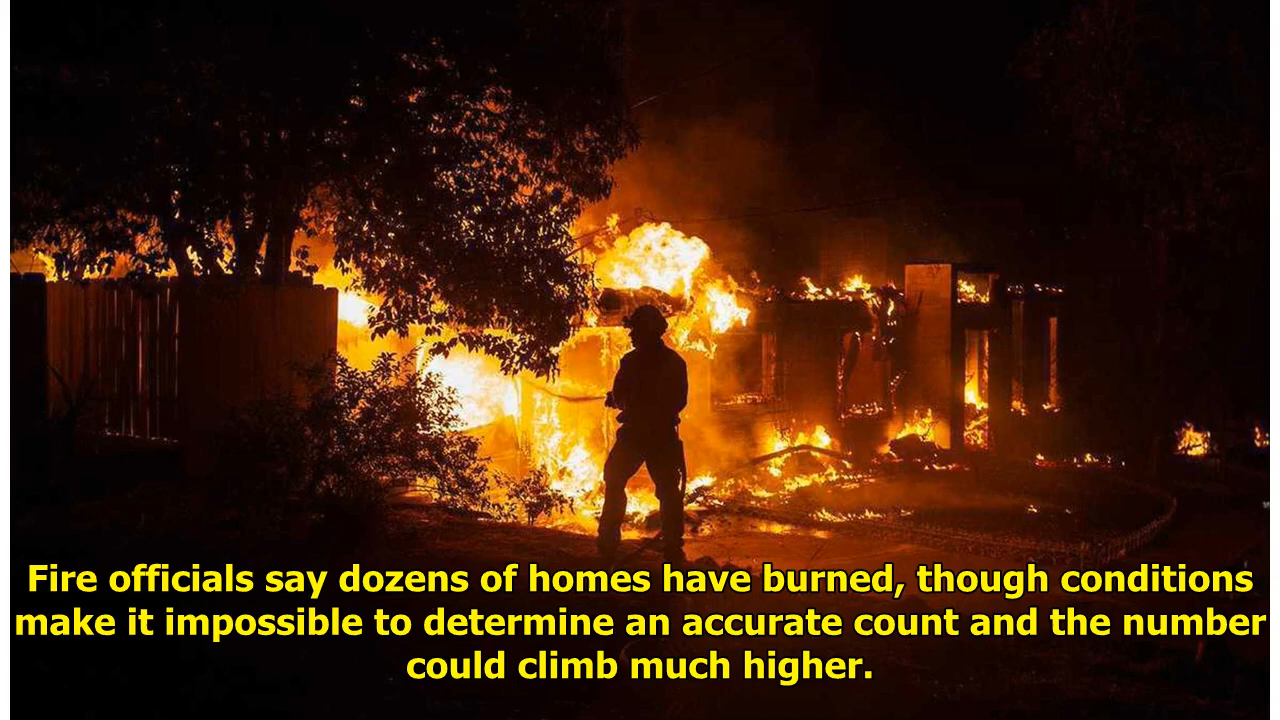 Fire officials say dozens of homes have burned, though conditions
make it impossible to determine an accurate count and the number
could climb much higher.